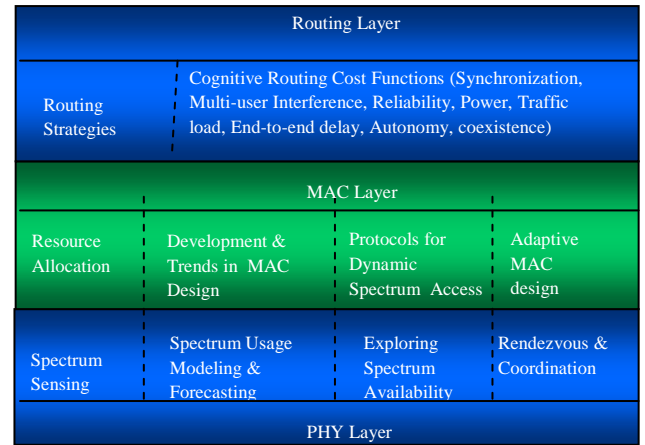 Routing Layer
Routing
Strategies
Cognitive Routing Cost Functions (Synchronization,
Multi-user Interference, Reliability, Power, Traffic
load, End-to-end delay, Autonomy, coexistence)
MAC Layer
Resource
Allocation
Development &
Trends in MAC
Design
Protocols for
Dynamic
Spectrum Access
Adaptive
MAC
design
Spectrum
Sensing
Spectrum Usage
Modeling &
Forecasting
Exploring
Spectrum
Availability
Rendezvous &
Coordination
PHY Layer